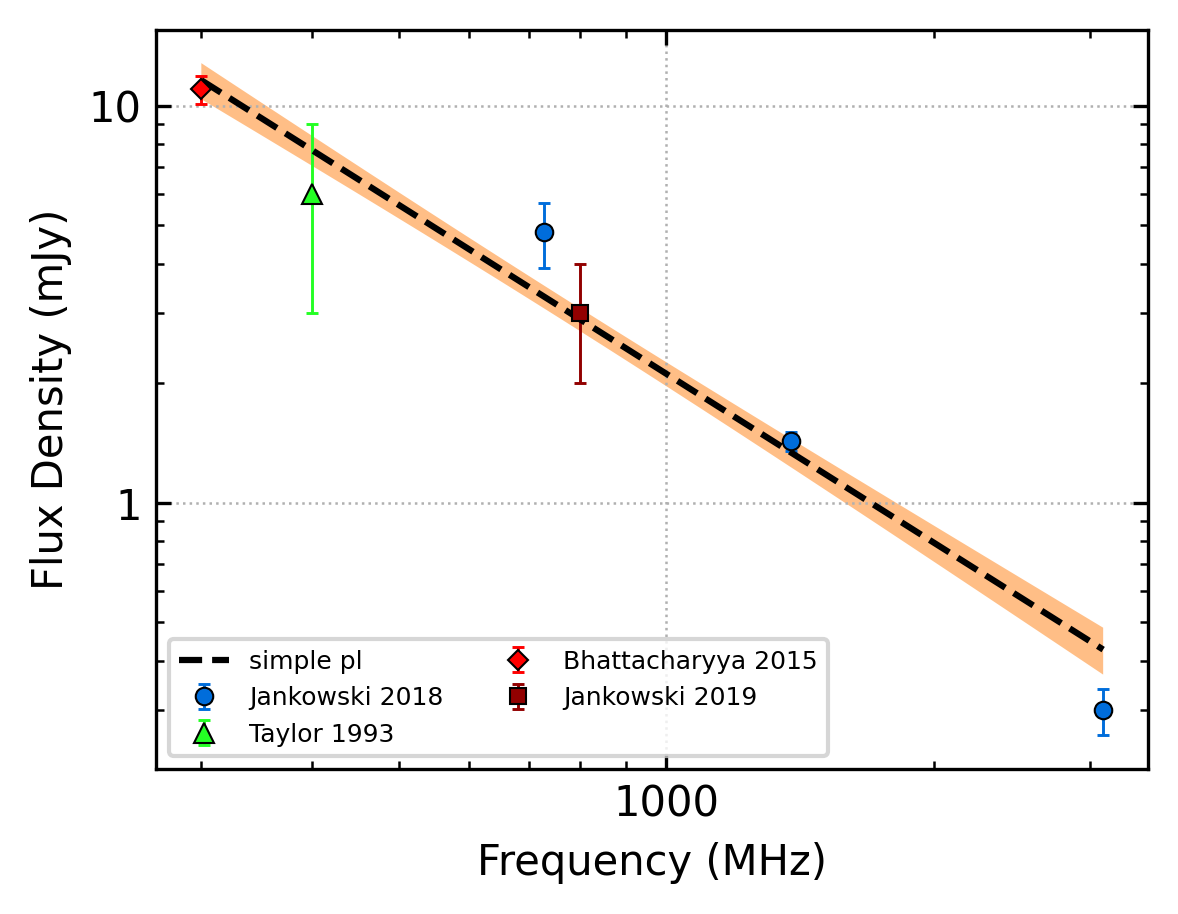 10
1
Flux Density (mJy)
simple pl
Jankowski 2018
Taylor 1993
Bhattacharyya 2015
Jankowski 2019
1000
Frequency (MHz)